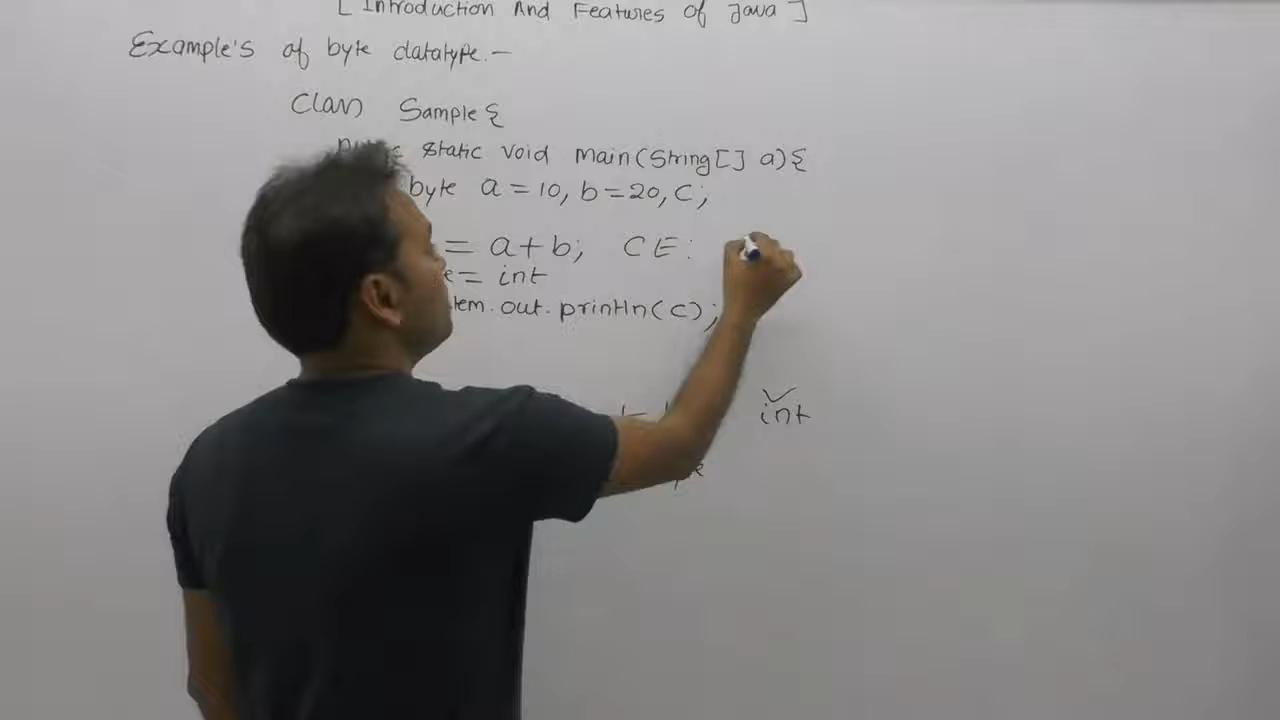 [ Introduction And Features of Java ]
Example's of byte datatype. —
Class Sample {
static void main(String[] a){
byte a = 10, b = 20, c;
= a + b; CE:
= int
tem.out.println(c);
int